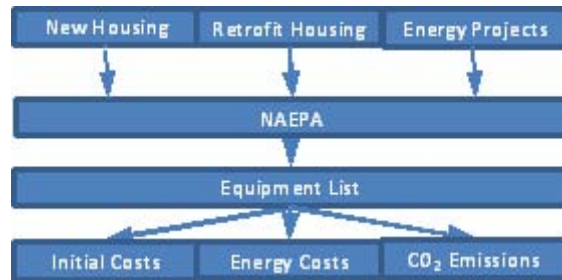 New Housing
Retrofit Housing
Energy Projects
NAEPA
Equipment List
Initial Costs
Energy Costs
CO₂ Emissions